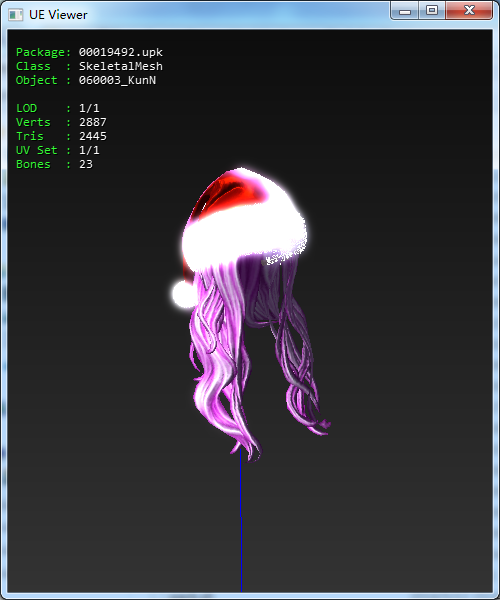 UE Viewer
Package: 00019492.upk
Class : SkeletalMesh
Object : 060003_KunN
LOD : 1/1
Verts : 2887
Tris : 2445
UV Set : 1/1
Bones : 23